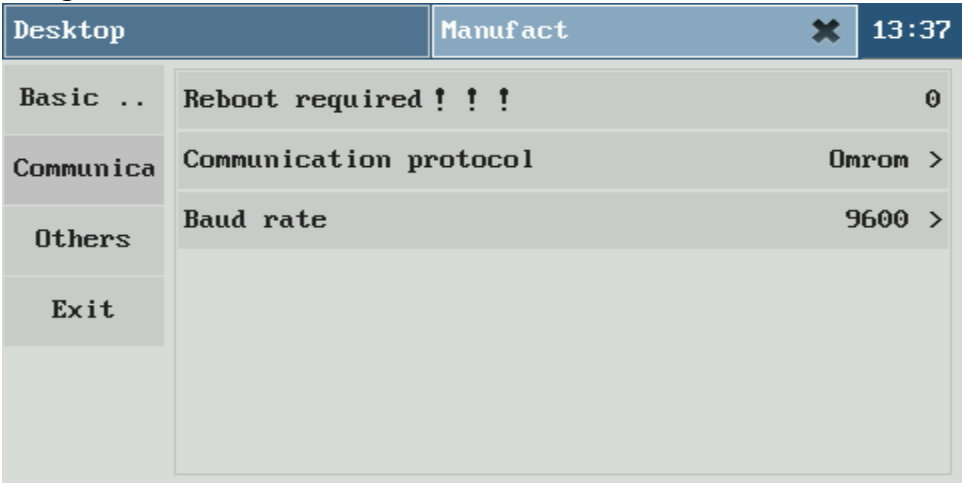 Desktop
Manufact
13:37
Basic ..
Communica
Others
Exit
Reboot required!!! 0
Communication protocol Omrom >
Baud rate 9600 >